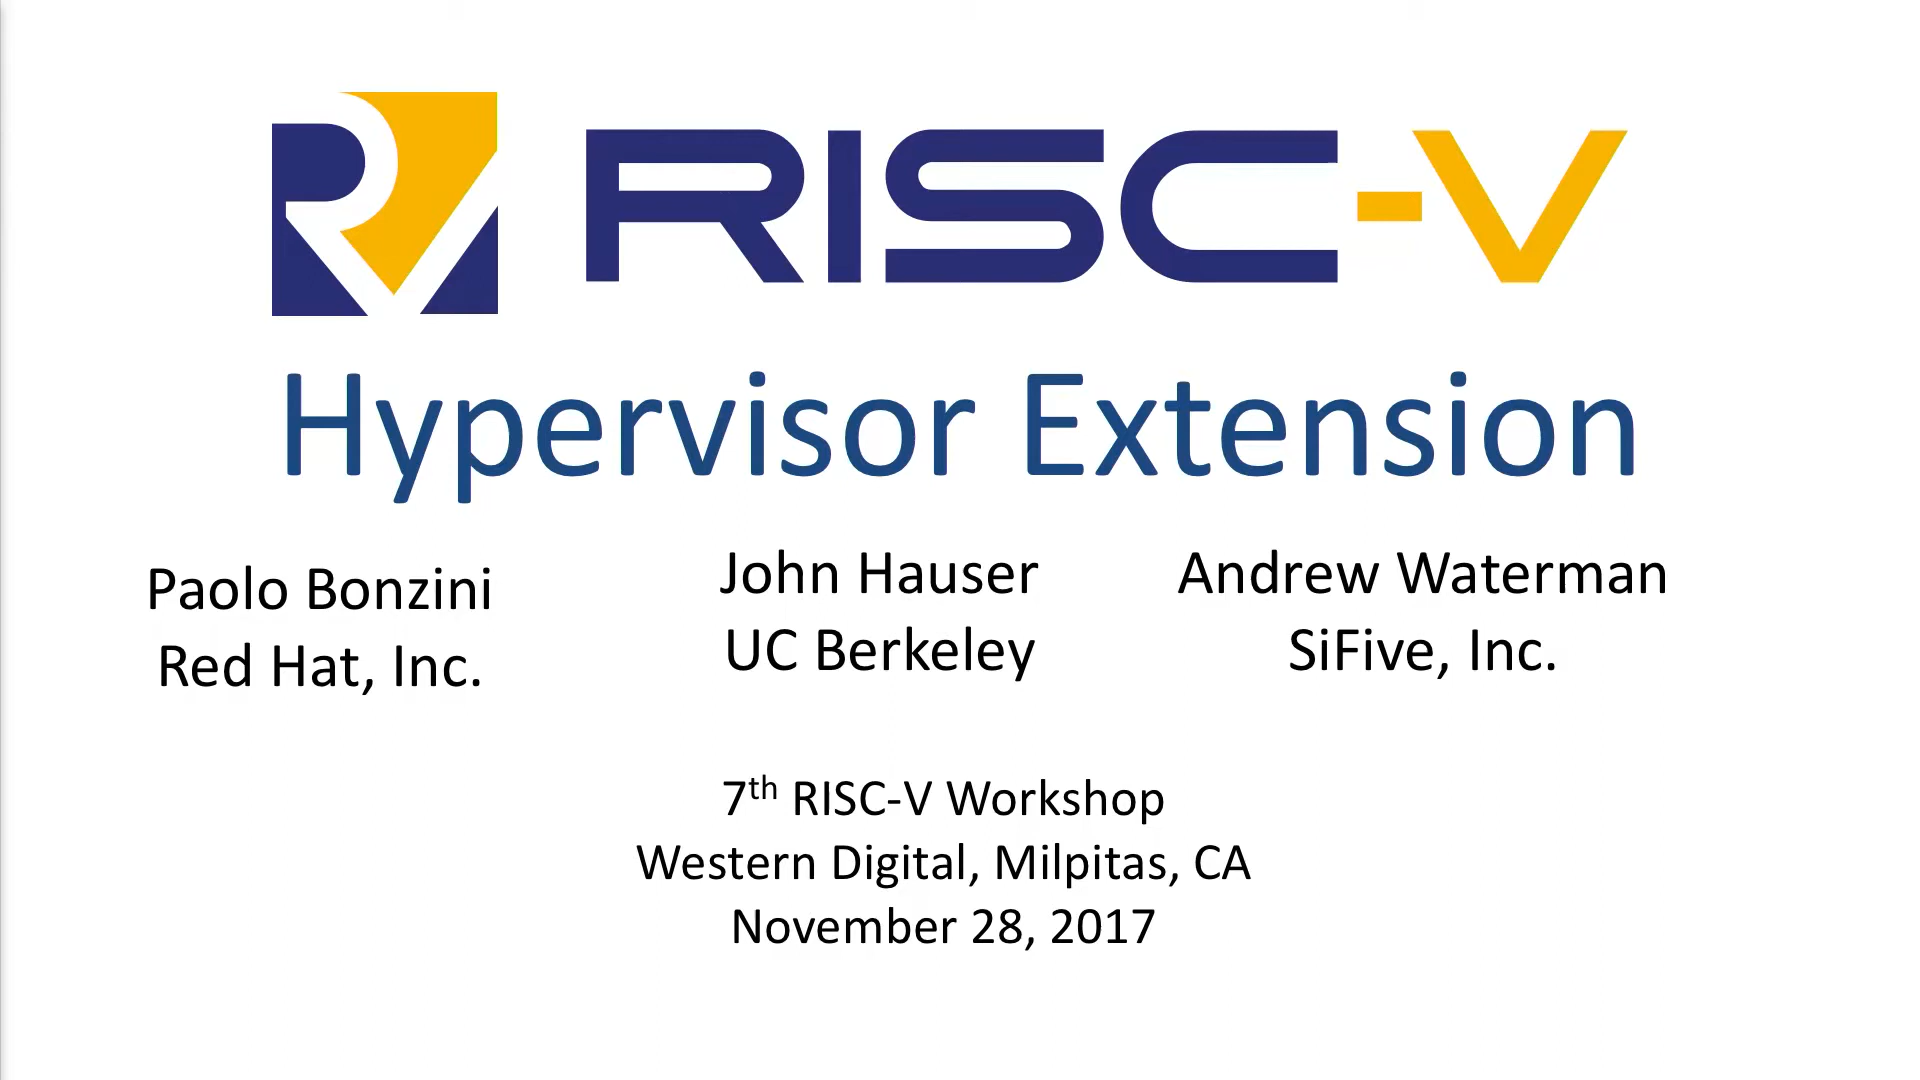 RISC-V
Hypervisor Extension
Paolo Bonzini
Red Hat, Inc.
John Hauser
UC Berkeley
Andrew Waterman
SiFive, Inc.
7th RISC-V Workshop
Western Digital, Milpitas, CA
November 28, 2017